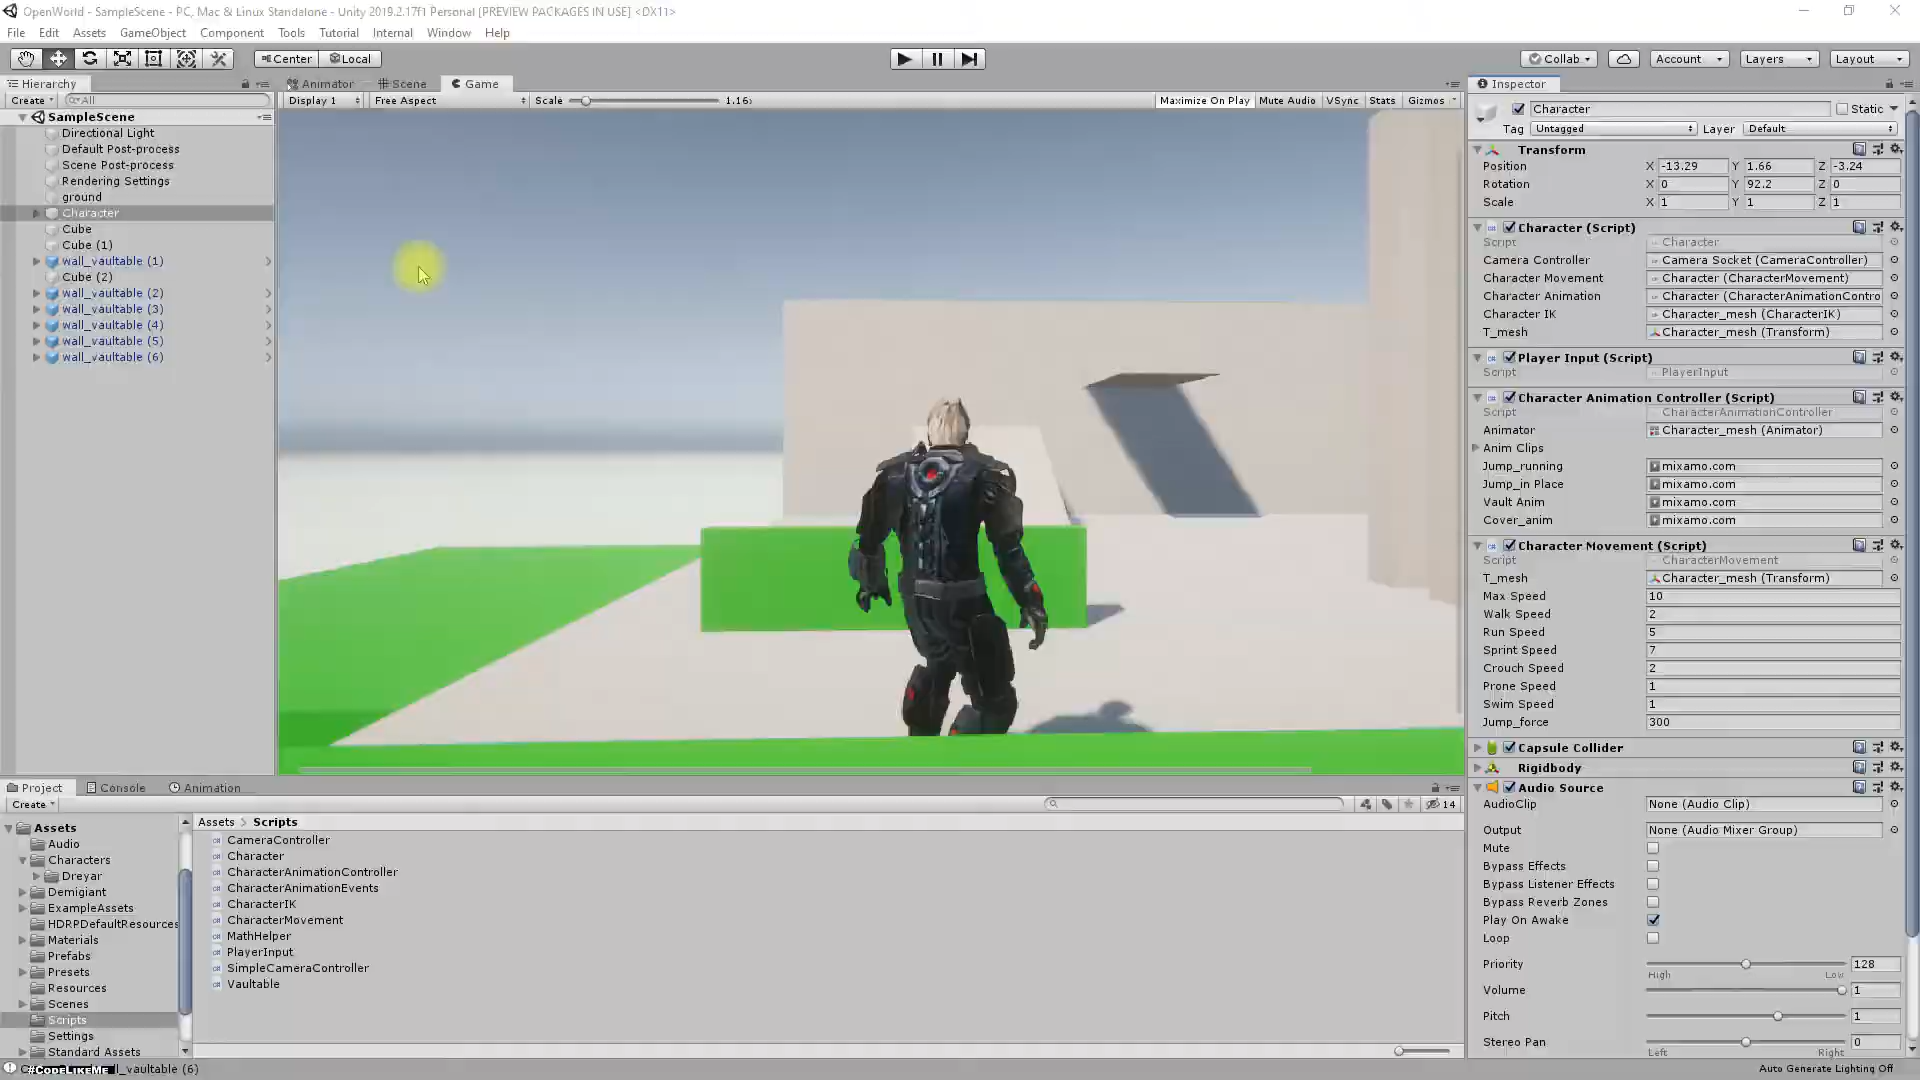 OpenWorld - SampleScene - PC, Mac & Linux Standalone - Unity 2019.2.17f1 Personal [PREVIEW PACKAGES IN USE] <DX11>
File Edit Assets GameObject Component Tools Tutorial Internal Window Help
Center Local Collab Account Layers Layout
Hierarchy Animator Scene Game Inspector
Create All Display 1 Free Aspect Scale 1.16 Maximize On Play Mute Audio VSync Stats Gizmos
SampleScene
Directional Light
Default Post-process
Scene Post-process
Rendering Settings
ground
Character
Cube
Cube (1)
wall_vaultable (1)
Cube (2)
wall_vaultable (2)
wall_vaultable (3)
wall_vaultable (4)
wall_vaultable (5)
wall_vaultable (6)
Character Static
Tag Untagged Layer Default
Transform
Position X -13.29 Y 1.66 Z -3.24
Rotation X 0 Y 92.2 Z 0
Scale X 1 Y 1 Z 1
Character (Script)
Script Character
Camera Controller Camera Socket (CameraController)
Character Movement Character (CharacterMovement)
Character Animation Character (CharacterAnimationContro
Character IK Character_mesh (CharacterIK)
T_mesh Character_mesh (Transform)
Player Input (Script)
Script PlayerInput
Character Animation Controller (Script)
Script CharacterAnimationController
Animator Character_mesh (Animator)
Anim Clips
Jump_running mixamo.com
Jump_in Place mixamo.com
Vault Anim mixamo.com
Cover_anim mixamo.com
Character Movement (Script)
Script CharacterMovement
T_mesh Character_mesh (Transform)
Max Speed 10
Walk Speed 2
Run Speed 5
Sprint Speed 7
Crouch Speed 2
Prone Speed 1
Swim Speed 1
Jump_force 300
Capsule Collider
Rigidbody
Audio Source
AudioClip None (Audio Clip)
Output None (Audio Mixer Group)
Mute
Bypass Effects
Bypass Listener Effects
Bypass Reverb Zones
Play On Awake
Loop
Priority 128
High Low
Volume 1
Pitch 1
Stereo Pan 0
Left Right
Project Console Animation
Create 14
Assets
Audio
Characters
Dreyar
Demigiant
ExampleAssets
HDRPDefaultResources
Materials
Prefabs
Presets
Resources
Scenes
Scripts
Settings
Standard Assets
Assets > Scripts
CameraController
Character
CharacterAnimationController
CharacterAnimationEvents
CharacterIK
CharacterMovement
MathHelper
PlayerInput
SimpleCameraController
Vaultable
#CODELIKEME l_vaultable (6)
Auto Generate Lighting Off